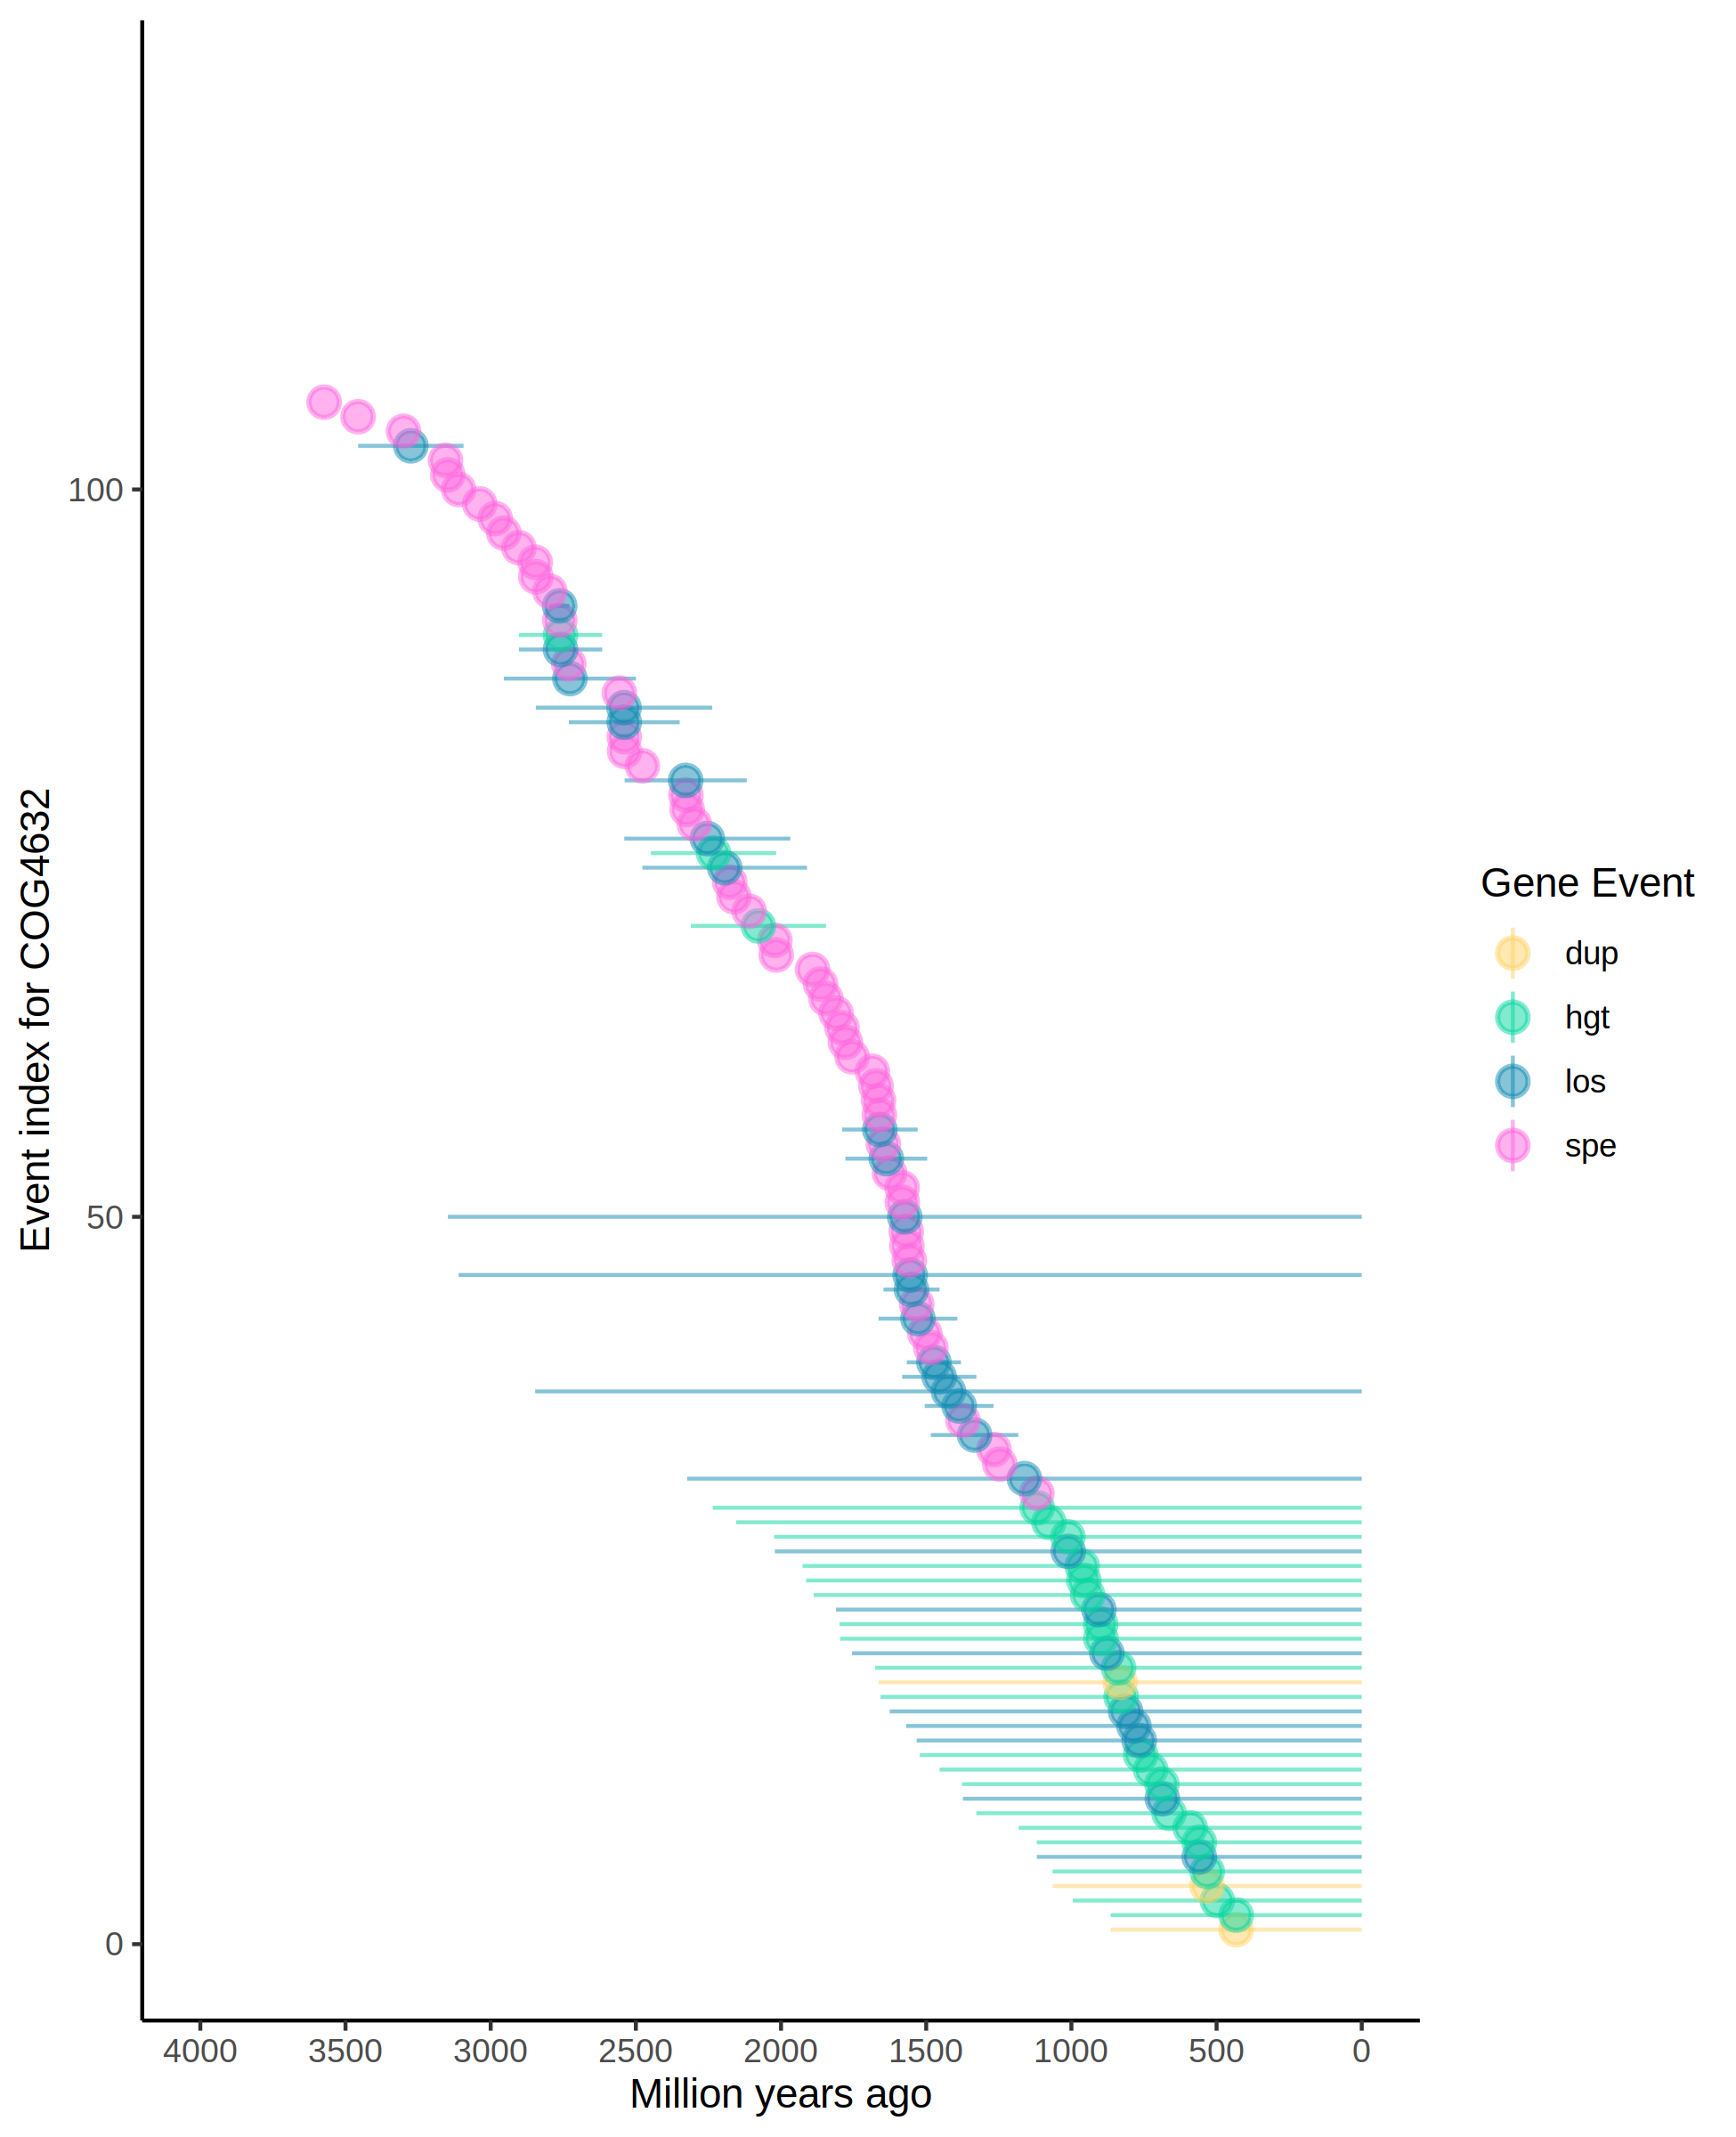 100
50
0
Event index for COG4632
4000 3500 3000 2500 2000 1500 1000 500 0
Million years ago
Gene Event
dup
hgt
los
spe